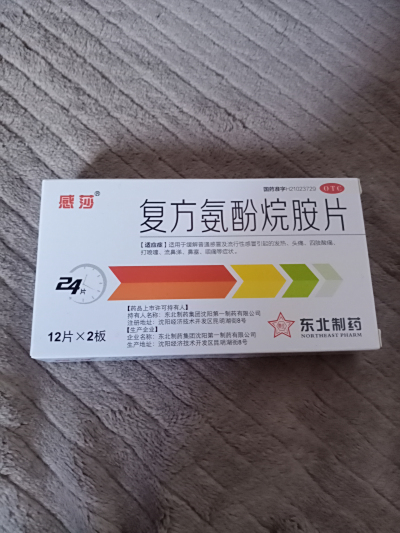 感莎®
国药准字H21023729 OTC
复方氨酚烷胺片
【适应症】适用于缓解普通感冒及流行性感冒引起的发热、头痛、四肢酸痛、
打喷嚏、流鼻涕、鼻塞、咽痛等症状。
24片
【药品上市许可持有人】
持有人名称：东北制药集团沈阳第一制药有限公司
注册地址：沈阳经济技术开发区昆明湖街8号
【生产企业】
企业名称：东北制药集团沈阳第一制药有限公司
生产地址：沈阳经济技术开发区昆明湖街8号
12片×2板
东北制药
NORTHEAST PHARM